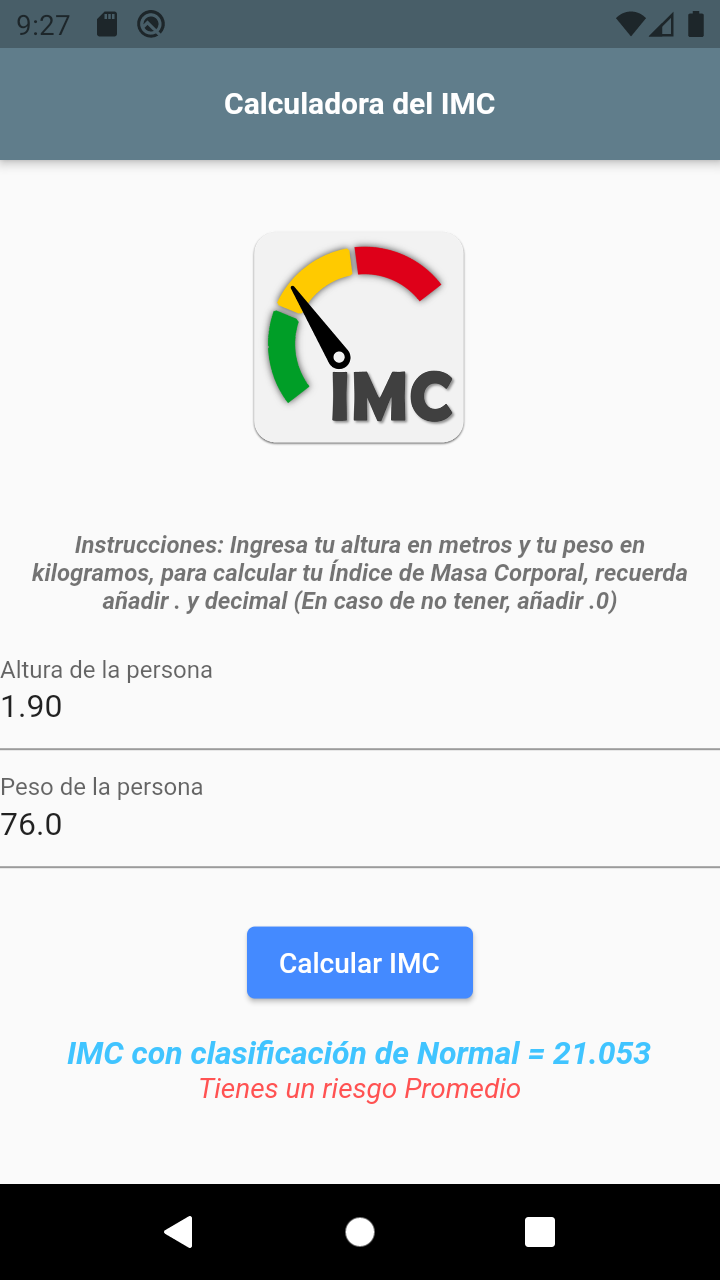 9:27
Calculadora del IMC
IMC
Instrucciones: Ingresa tu altura en metros y tu peso en
kilogramos, para calcular tu Índice de Masa Corporal, recuerda
añadir . y decimal (En caso de no tener, añadir .0)
Altura de la persona
1.90
Peso de la persona
76.0
Calcular IMC
IMC con clasificación de Normal = 21.053
Tienes un riesgo Promedio